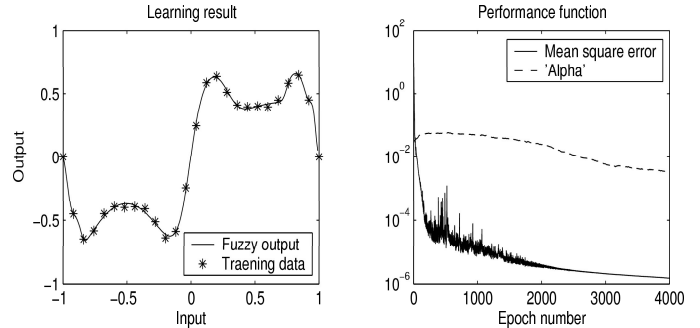 Learning result
1
0.5
0
−0.5
−1
Output
−1
−0.5
0
0.5
1
Input
Fuzzy output
Traening data
Performance function
10^2
10^0
10^−2
10^−4
10^−6
0
1000
2000
3000
4000
Epoch number
Mean square error
'Alpha'